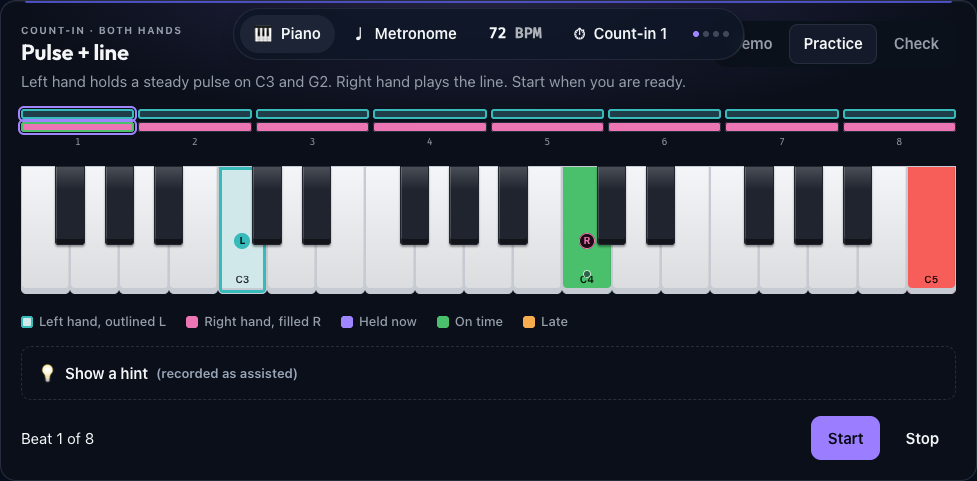 COUNT-IN · BOTH HANDS
Piano
Metronome
72 BPM
Count-in 1
Practice
Check
Pulse + line
Left hand holds a steady pulse on C3 and G2. Right hand plays the line. Start when you are ready.
1 2 3 4 5 6 7 8
L R
C3 C4 C5
Left hand, outlined L Right hand, filled R Held now On time Late
Show a hint (recorded as assisted)
Beat 1 of 8
Start Stop